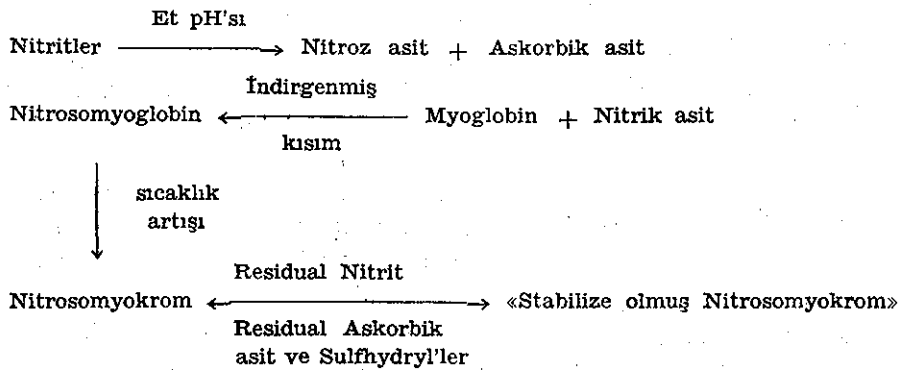 Et pH'sı
Nitritler → Nitroz asit + Askorbik asit
İndirgenmiş
Nitrosomyoglobin ← Myoglobin + Nitrik asit
kısım
sıcaklık
artışı
Residual Nitrit
Nitrosomyokrom ↔ «Stabilize olmuş Nitrosomyokrom»
Residual Askorbik
asit ve Sulfhydryl'ler